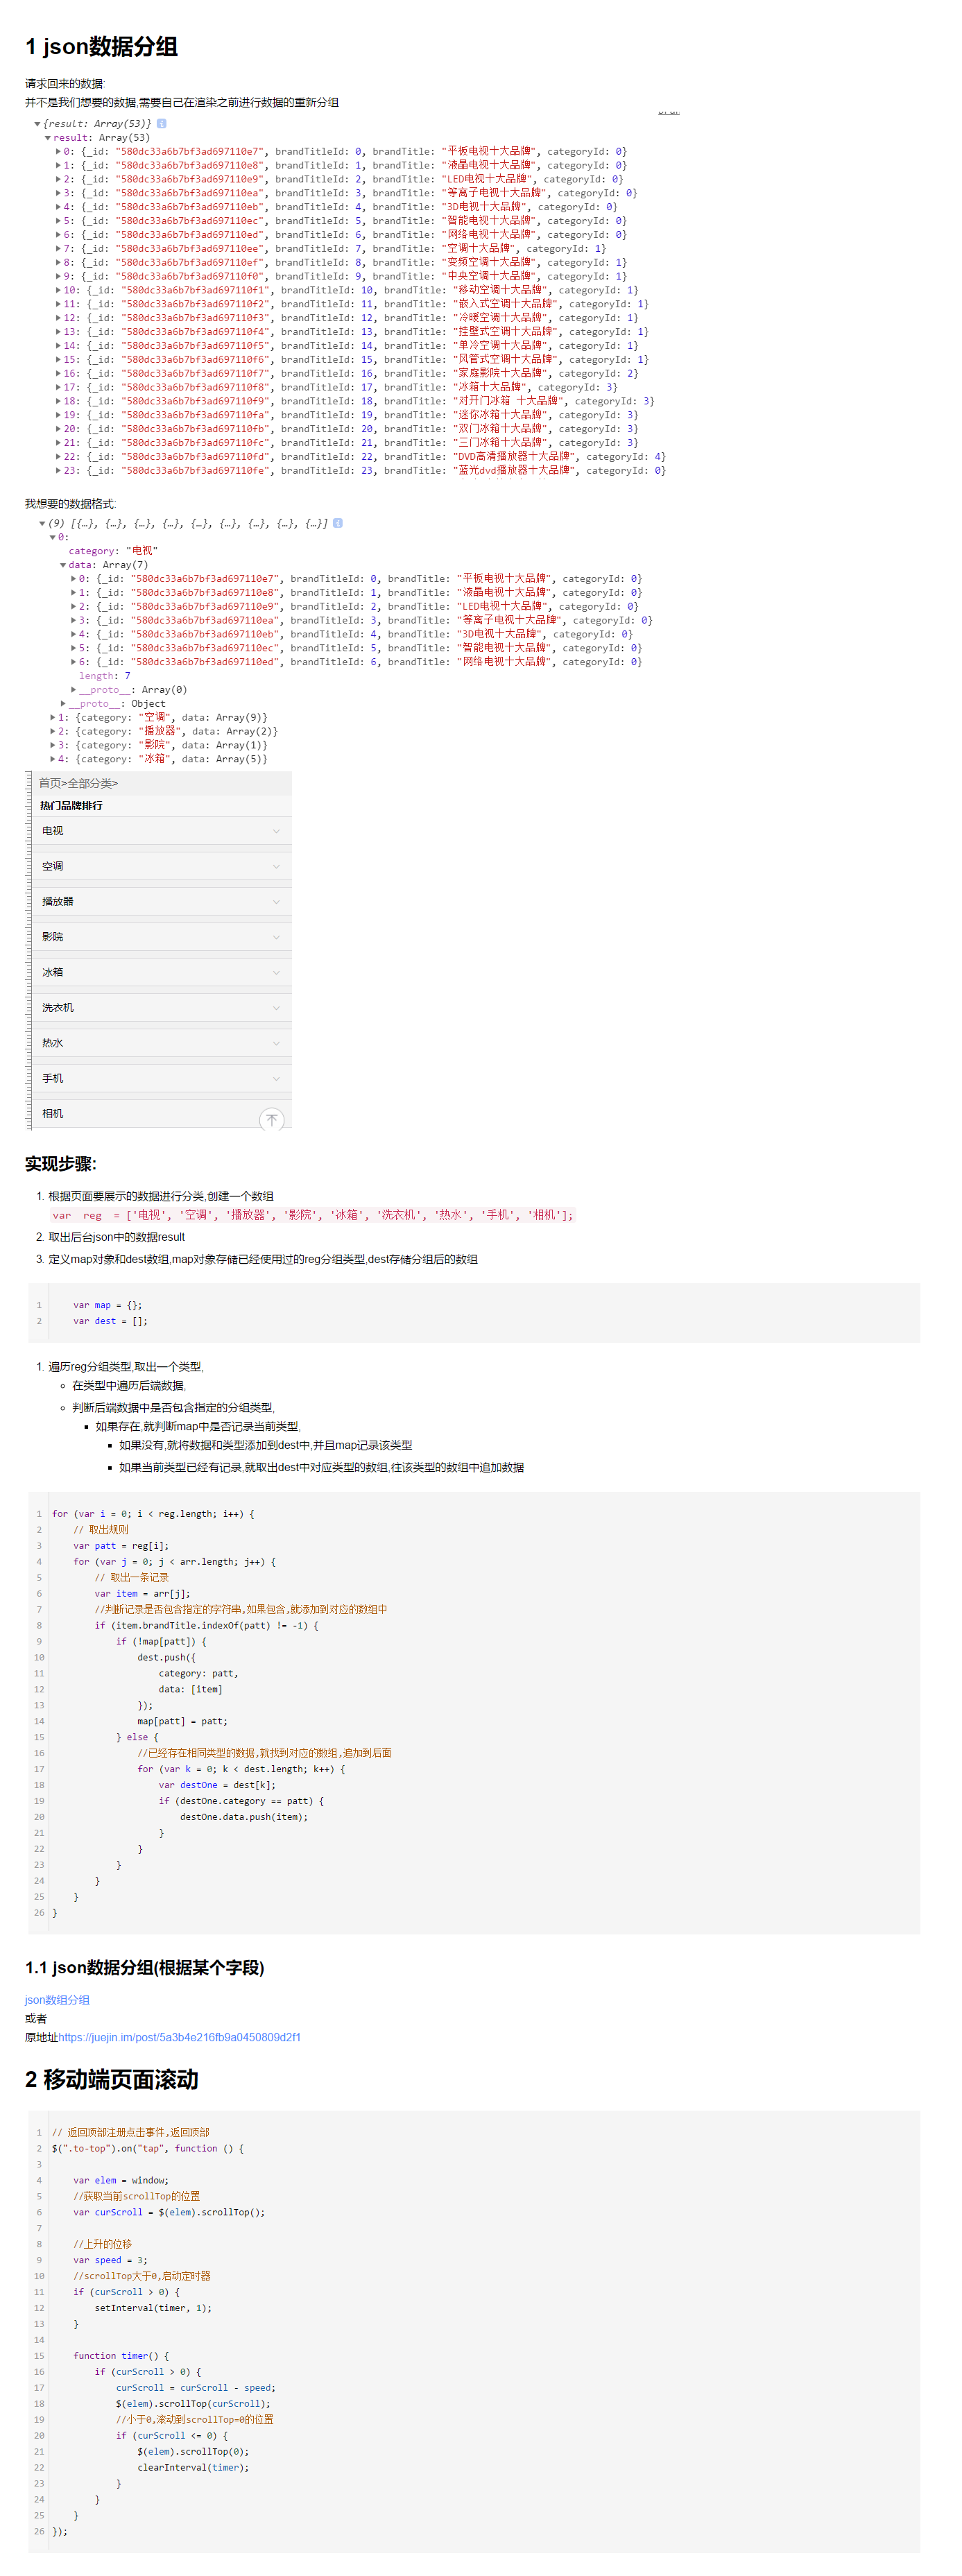 1 json数据分组
请求回来的数据:
并不是我们想要的数据,需要自己在渲染之前进行数据的重新分组
▼{result: Array(53)}
▼result: Array(53)
▶0: {_id: "580dc33a6b7bf3ad697110e7", brandTitleId: 0, brandTitle: "平板电视十大品牌", categoryId: 0}
▶1: {_id: "580dc33a6b7bf3ad697110e8", brandTitleId: 1, brandTitle: "液晶电视十大品牌", categoryId: 0}
▶2: {_id: "580dc33a6b7bf3ad697110e9", brandTitleId: 2, brandTitle: "LED电视十大品牌", categoryId: 0}
▶3: {_id: "580dc33a6b7bf3ad697110ea", brandTitleId: 3, brandTitle: "等离子电视十大品牌", categoryId: 0}
▶4: {_id: "580dc33a6b7bf3ad697110eb", brandTitleId: 4, brandTitle: "3D电视十大品牌", categoryId: 0}
▶5: {_id: "580dc33a6b7bf3ad697110ec", brandTitleId: 5, brandTitle: "智能电视十大品牌", categoryId: 0}
▶6: {_id: "580dc33a6b7bf3ad697110ed", brandTitleId: 6, brandTitle: "网络电视十大品牌", categoryId: 0}
▶7: {_id: "580dc33a6b7bf3ad697110ee", brandTitleId: 7, brandTitle: "空调十大品牌", categoryId: 1}
▶8: {_id: "580dc33a6b7bf3ad697110ef", brandTitleId: 8, brandTitle: "变频空调十大品牌", categoryId: 1}
▶9: {_id: "580dc33a6b7bf3ad697110f0", brandTitleId: 9, brandTitle: "中央空调十大品牌", categoryId: 1}
▶10: {_id: "580dc33a6b7bf3ad697110f1", brandTitleId: 10, brandTitle: "移动空调十大品牌", categoryId: 1}
▶11: {_id: "580dc33a6b7bf3ad697110f2", brandTitleId: 11, brandTitle: "嵌入式空调十大品牌", categoryId: 1}
▶12: {_id: "580dc33a6b7bf3ad697110f3", brandTitleId: 12, brandTitle: "冷暖空调十大品牌", categoryId: 1}
▶13: {_id: "580dc33a6b7bf3ad697110f4", brandTitleId: 13, brandTitle: "挂壁式空调十大品牌", categoryId: 1}
▶14: {_id: "580dc33a6b7bf3ad697110f5", brandTitleId: 14, brandTitle: "单冷空调十大品牌", categoryId: 1}
▶15: {_id: "580dc33a6b7bf3ad697110f6", brandTitleId: 15, brandTitle: "风管式空调十大品牌", categoryId: 1}
▶16: {_id: "580dc33a6b7bf3ad697110f7", brandTitleId: 16, brandTitle: "家庭影院十大品牌", categoryId: 2}
▶17: {_id: "580dc33a6b7bf3ad697110f8", brandTitleId: 17, brandTitle: "冰箱十大品牌", categoryId: 3}
▶18: {_id: "580dc33a6b7bf3ad697110f9", brandTitleId: 18, brandTitle: "对开门冰箱 十大品牌", categoryId: 3}
▶19: {_id: "580dc33a6b7bf3ad697110fa", brandTitleId: 19, brandTitle: "迷你冰箱十大品牌", categoryId: 3}
▶20: {_id: "580dc33a6b7bf3ad697110fb", brandTitleId: 20, brandTitle: "双门冰箱十大品牌", categoryId: 3}
▶21: {_id: "580dc33a6b7bf3ad697110fc", brandTitleId: 21, brandTitle: "三门冰箱十大品牌", categoryId: 3}
▶22: {_id: "580dc33a6b7bf3ad697110fd", brandTitleId: 22, brandTitle: "DVD高清播放器十大品牌", categoryId: 4}
▶23: {_id: "580dc33a6b7bf3ad697110fe", brandTitleId: 23, brandTitle: "蓝光dvd播放器十大品牌", categoryId: 0}
我想要的数据格式:
▼(9) [{…}, {…}, {…}, {…}, {…}, {…}, {…}, {…}, {…}]
▼0:
category: "电视"
▼data: Array(7)
▶0: {_id: "580dc33a6b7bf3ad697110e7", brandTitleId: 0, brandTitle: "平板电视十大品牌", categoryId: 0}
▶1: {_id: "580dc33a6b7bf3ad697110e8", brandTitleId: 1, brandTitle: "液晶电视十大品牌", categoryId: 0}
▶2: {_id: "580dc33a6b7bf3ad697110e9", brandTitleId: 2, brandTitle: "LED电视十大品牌", categoryId: 0}
▶3: {_id: "580dc33a6b7bf3ad697110ea", brandTitleId: 3, brandTitle: "等离子电视十大品牌", categoryId: 0}
▶4: {_id: "580dc33a6b7bf3ad697110eb", brandTitleId: 4, brandTitle: "3D电视十大品牌", categoryId: 0}
▶5: {_id: "580dc33a6b7bf3ad697110ec", brandTitleId: 5, brandTitle: "智能电视十大品牌", categoryId: 0}
▶6: {_id: "580dc33a6b7bf3ad697110ed", brandTitleId: 6, brandTitle: "网络电视十大品牌", categoryId: 0}
length: 7
▶__proto__: Array(0)
▶__proto__: Object
▶1: {category: "空调", data: Array(9)}
▶2: {category: "播放器", data: Array(2)}
▶3: {category: "影院", data: Array(1)}
▶4: {category: "冰箱", data: Array(5)}
首页>全部分类>
热门品牌排行
电视
空调
播放器
影院
冰箱
洗衣机
热水
手机
相机
实现步骤:
1. 根据页面要展示的数据进行分类,创建一个数组
var reg = ['电视', '空调', '播放器', '影院', '冰箱', '洗衣机', '热水', '手机', '相机'];
2. 取出后台json中的数据result
3. 定义map对象和dest数组,map对象存储已经使用过的reg分组类型,dest存储分组后的数组
1 var map = {};
2 var dest = [];
1. 遍历reg分组类型,取出一个类型,
在类型中遍历后端数据,
判断后端数据中是否包含指定的分组类型,
如果存在,就判断map中是否记录当前类型,
如果没有,就将数据和类型添加到dest中,并且map记录该类型
如果当前类型已经有记录,就取出dest中对应类型的数组,往该类型的数组中追加数据
1 for (var i = 0; i < reg.length; i++) {
2 // 取出规则
3 var patt = reg[i];
4 for (var j = 0; j < arr.length; j++) {
5 // 取出一条记录
6 var item = arr[j];
7 //判断记录是否包含指定的字符串,如果包含,就添加到对应的数组中
8 if (item.brandTitle.indexOf(patt) != -1) {
9 if (!map[patt]) {
10 dest.push({
11 category: patt,
12 data: [item]
13 });
14 map[patt] = patt;
15 } else {
16 //已经存在相同类型的数据,就找到对应的数组,追加到后面
17 for (var k = 0; k < dest.length; k++) {
18 var destOne = dest[k];
19 if (destOne.category == patt) {
20 destOne.data.push(item);
21 }
22 }
23 }
24 }
25 }
26 }
1.1 json数据分组(根据某个字段)
json数组分组
或者
原地址https://juejin.im/post/5a3b4e216fb9a0450809d2f1
2 移动端页面滚动
1 // 返回顶部注册点击事件,返回顶部
2 $(".to-top").on("tap", function () {
3
4 var elem = window;
5 //获取当前scrollTop的位置
6 var curScroll = $(elem).scrollTop();
7
8 //上升的位移
9 var speed = 3;
10 //scrollTop大于0,启动定时器
11 if (curScroll > 0) {
12 setInterval(timer, 1);
13 }
14
15 function timer() {
16 if (curScroll > 0) {
17 curScroll = curScroll - speed;
18 $(elem).scrollTop(curScroll);
19 //小于0,滚动到scrollTop=0的位置
20 if (curScroll <= 0) {
21 $(elem).scrollTop(0);
22 clearInterval(timer);
23 }
24 }
25 }
26 });